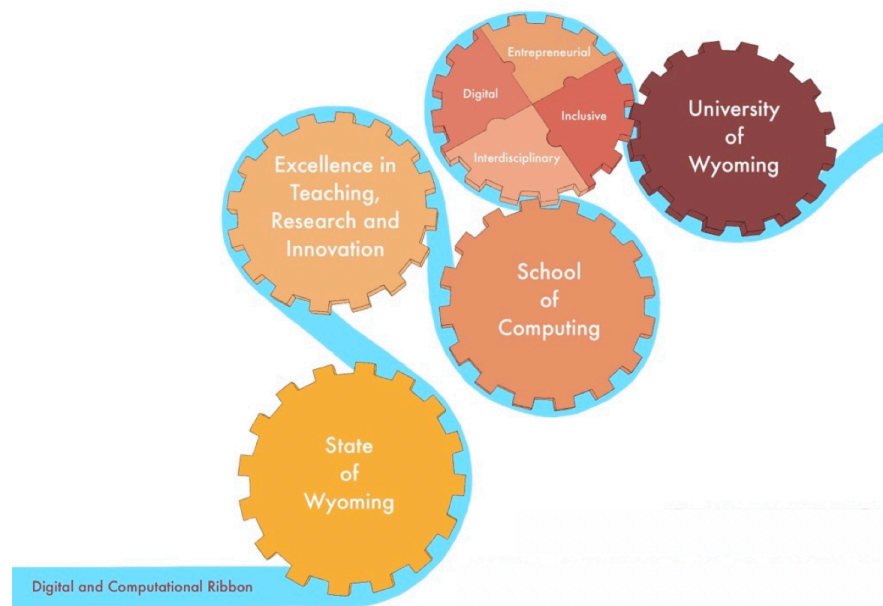 Entrepreneurial
Digital
Inclusive
Interdisciplinary
University
of
Wyoming
Excellence in
Teaching,
Research and
Innovation
School
of
Computing
State
of
Wyoming
Digital and Computational Ribbon